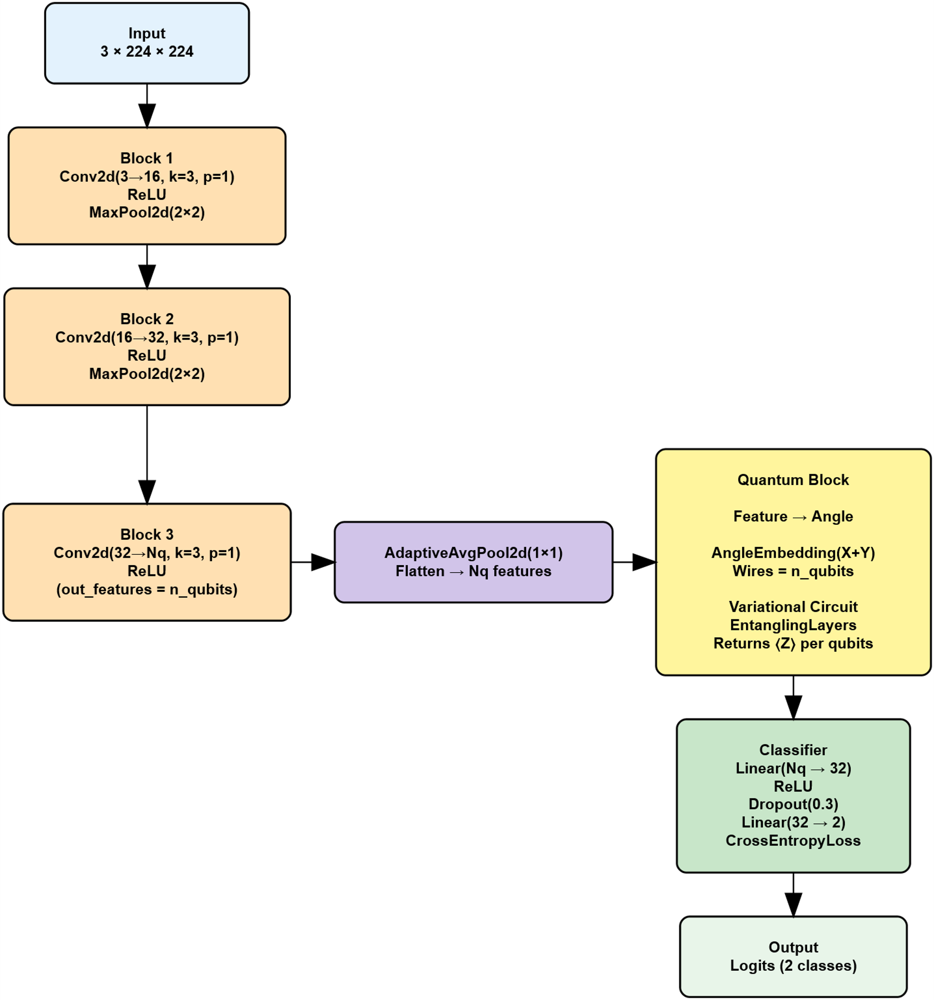 Input
3 × 224 × 224
Block 1
Conv2d(3→16, k=3, p=1)
ReLU
MaxPool2d(2×2)
Block 2
Conv2d(16→32, k=3, p=1)
ReLU
MaxPool2d(2×2)
Block 3
Conv2d(32→Nq, k=3, p=1)
ReLU
(out_features = n_qubits)
AdaptiveAvgPool2d(1×1)
Flatten → Nq features
Quantum Block
Feature → Angle
AngleEmbedding(X+Y)
Wires = n_qubits
Variational Circuit
EntanglingLayers
Returns ⟨Z⟩ per qubits
Classifier
Linear(Nq → 32)
ReLU
Dropout(0.3)
Linear(32 → 2)
CrossEntropyLoss
Output
Logits (2 classes)